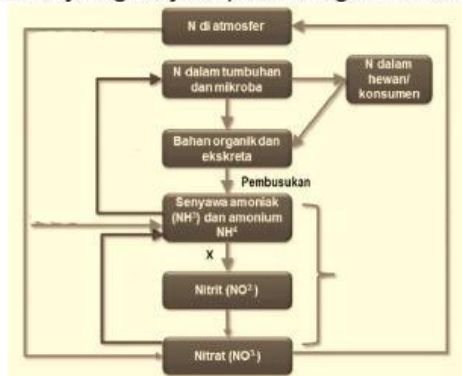 N di atmosfer
N dalam tumbuhan
dan mikroba
N dalam
hewan/
konsumen
Bahan organik dan
ekskreta
Pembusukan
Senyawa amoniak
(NH³) dan amonium
NH⁴
X
Nitrit (NO²)
Nitrat (NO³⁻)